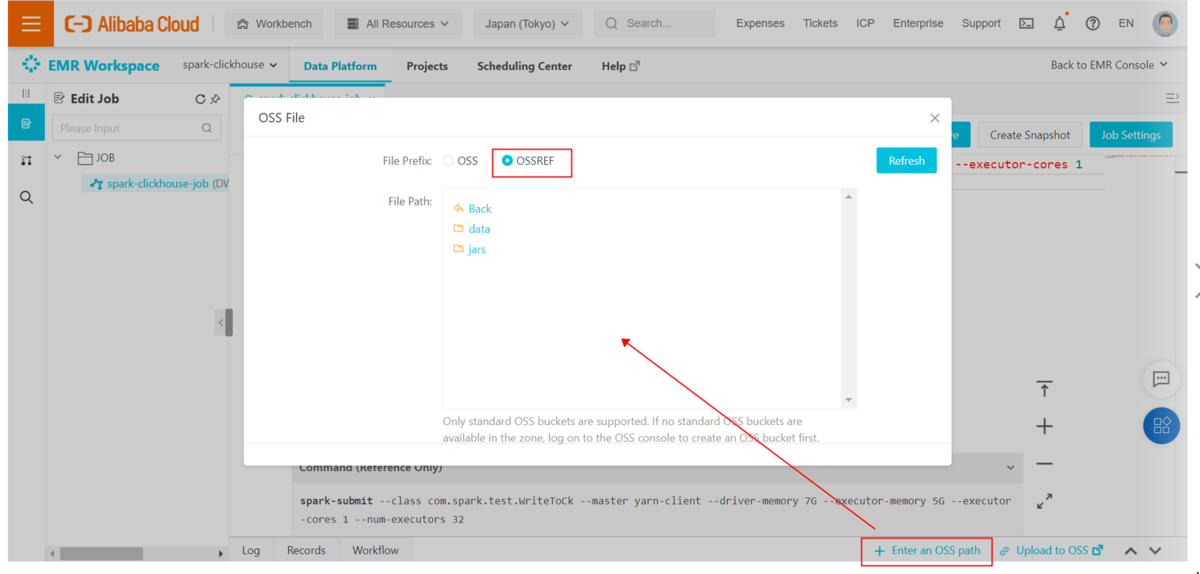 Alibaba Cloud
Workbench
All Resources
Japan (Tokyo)
Search...
Expenses
Tickets
ICP
Enterprise
Support
EN
EMR Workspace
spark-clickhouse
Data Platform
Projects
Scheduling Center
Help
Back to EMR Console
Edit Job
Please Input
JOB
spark-clickhouse-job (DW
OSS File
Create Snapshot
Job Settings
File Prefix:
OSS
OSSREF
Refresh
--executor-cores 1
File Path:
Back
data
jars
Only standard OSS buckets are supported. If no standard OSS buckets are
available in the zone, log on to the OSS console to create an OSS bucket first.
Command (Reference Only)
spark-submit --class com.spark.test.WriteToCk --master yarn-client --driver-memory 7G --executor-memory 5G --executor
-cores 1 --num-executors 32
Log
Records
Workflow
+ Enter an OSS path
Upload to OSS